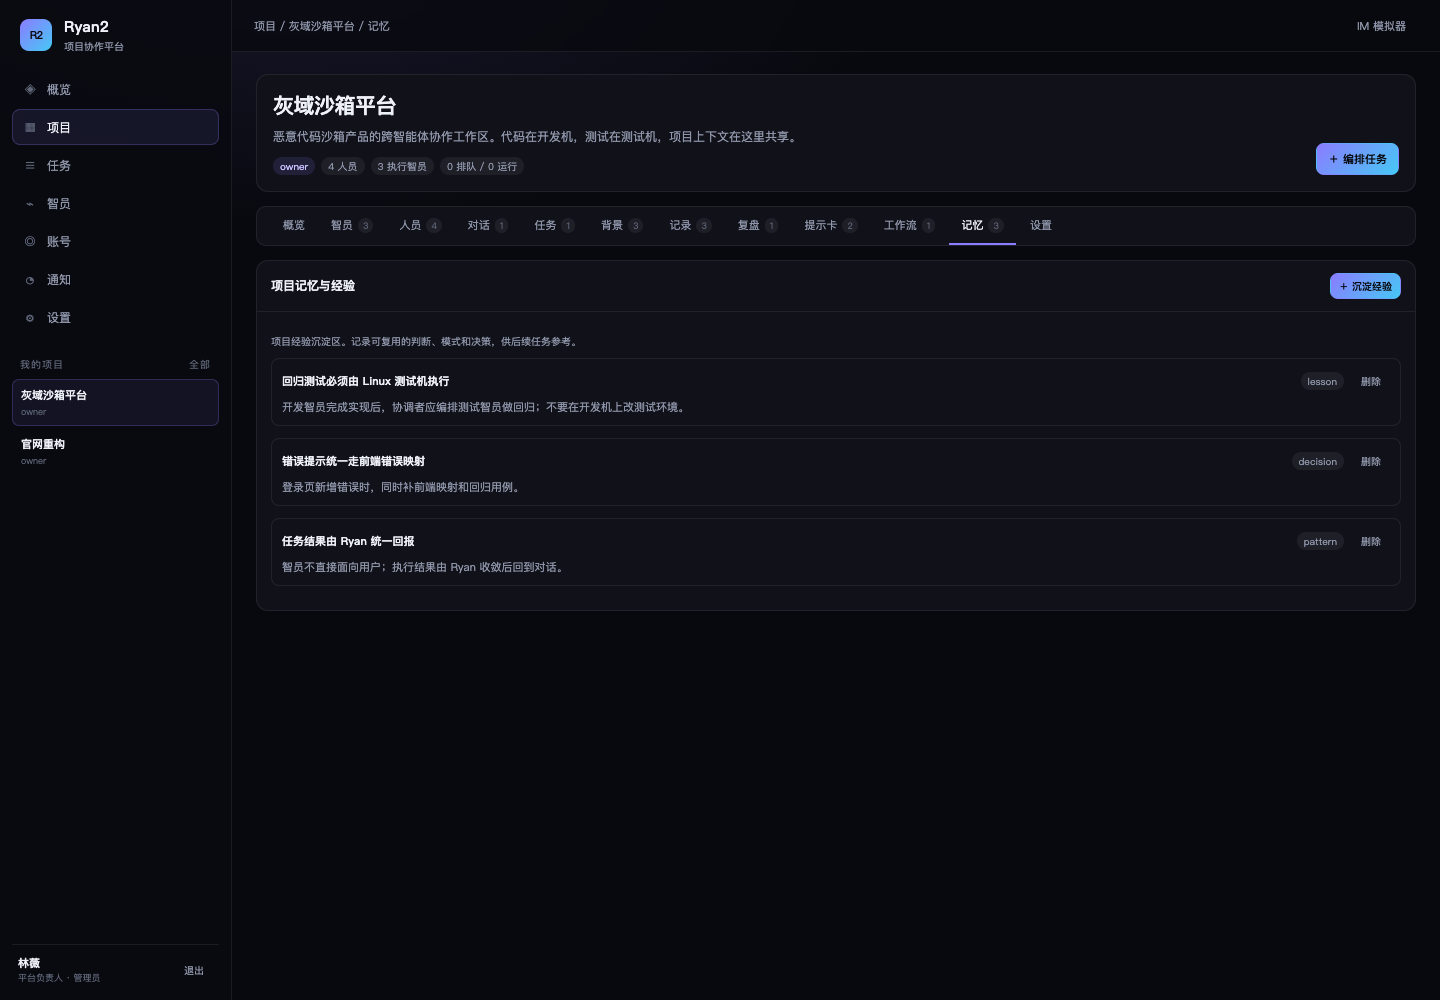 R2
Ryan2
项目协作平台
概览
项目
任务
智员
账号
通知
设置
我的项目 全部
灰域沙箱平台
owner
官网重构
owner
林薇
平台负责人 · 管理员
退出
项目 / 灰域沙箱平台 / 记忆
IM 模拟器
灰域沙箱平台
恶意代码沙箱产品的跨智能体协作工作区。代码在开发机，测试在测试机，项目上下文在这里共享。
owner 4 人员 3 执行智员 0 排队 / 0 运行
+ 编排任务
概览 智员 3 人员 4 对话 1 任务 1 背景 3 记录 3 复盘 1 提示卡 2 工作流 1 记忆 3 设置
项目记忆与经验
+ 沉淀经验
项目经验沉淀区。记录可复用的判断、模式和决策，供后续任务参考。
回归测试必须由 Linux 测试机执行
lesson 删除
开发智员完成实现后，协调者应编排测试智员做回归；不要在开发机上改测试环境。
错误提示统一走前端错误映射
decision 删除
登录页新增错误时，同时补前端映射和回归用例。
任务结果由 Ryan 统一回报
pattern 删除
智员不直接面向用户；执行结果由 Ryan 收敛后回到对话。